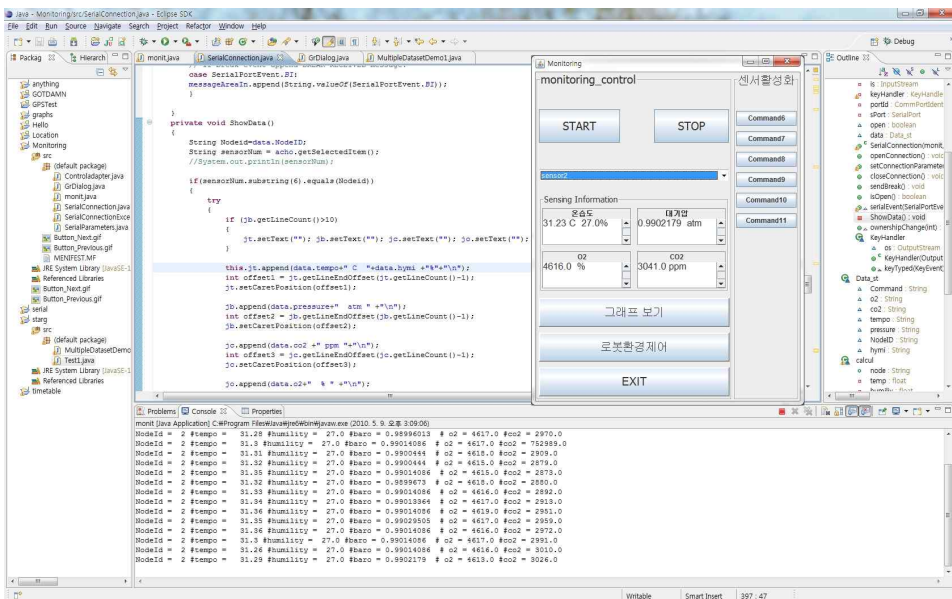 Java - Monitoring/src/SerialConnection.java - Eclipse SDK
File Edit Run Source Navigate Search Project Refactor Window Help
Debug
Packag
Hierarch
anything
GOTDAMN
GPSTest
graphs
Hello
Location
Monitoring
src
(default package)
Controladapter.java
GrDialog.java
monit.java
SerialConnection.java
SerialConnectionExce
SerialParameters.java
Button_Next.gif
Button_Previous.gif
MENIFEST.MF
JRE System Library [JavaSE-1
Referenced Libraries
Button_Next.gif
Button_Previous.gif
serial
starg
src
(default package)
MultipleDatasetDemo
Test1.java
JRE System Library [JavaSE-1
Referenced Libraries
timetable
monit.java
SerialConnection.java
GrDialog.java
MultipleDatasetDemo1.java
case SerialPortEvent.BI:
messageAreaIn.append(String.valueOf(SerialPortEvent.BI));
}
}
private void ShowData()
{
String Nodeid=data.NodeID;
String sensorNum = acho.getSelectedItem();
//System.out.println(sensorNum);
if(sensorNum.substring(6).equals(Nodeid))
{
try
{
if (jb.getLineCount()>10)
{
jt.setText(""); jb.setText(""); jc.setText(""); jo.setText("");
}
this.jt.append(data.tempo+" C "+data.hymi +"%"+"\n");
int offset1 = jt.getLineEndOffset(jc.getLineCount()-1);
jt.setCaretPosition(offset1);
jb.append(data.pressure+" atm " +"\n");
int offset2 = jb.getLineEndOffset(jb.getLineCount()-1);
jb.setCaretPosition(offset2);
jc.append(data.co2 +" ppm "+"\n");
int offset3 = jc.getLineEndOffset(jc.getLineCount()-1);
jc.setCaretPosition(offset3);
jo.append(data.o2+" % " +"\n");
Monitoring
monitoring_control
센서활성화
START
STOP
Command6
Command7
Command8
Command9
Command10
Command11
sensor2
Sensing Information
온습도
31.23 C 27.0%
대기압
0.9902179 atm
O2
4616.0 %
CO2
3041.0 ppm
그래프 보기
로봇환경제어
EXIT
Outline
is : InputStream
keyHandler : KeyHandle
portId : CommPortIdent
sPort : SerialPort
open : boolean
data : Data_st
SerialConnection(monit,
openConnection() : voic
setConnectionParameter
closeConnection() : voic
sendBreak() : void
isOpen() : boolean
serialEvent(SerialPortEve
ShowData() : void
ownershipChange(int) :
KeyHandler
os : OutputStream
KeyHandler(Output
keyTyped(KeyEvent)
Data_st
Command : String
o2 : String
co2 : String
tempo : String
pressure : String
NodeID : String
hymi : String
calcul
node : String
temp : float
Problems
Console
Properties
monit [Java Application] C:\Program Files\Java\jre6\bin\javaw.exe (2010. 5. 9. 오후 3:09:06)
NodeId = 2 #tempo = 31.28 #humility = 27.0 #baro = 0.98996013 # o2 = 4617.0 #co2 = 2970.0
NodeId = 2 #tempo = 31.3 #humility = 27.0 #baro = 0.99014086 # o2 = 4617.0 #co2 = 752989.0
NodeId = 2 #tempo = 31.31 #humility = 27.0 #baro = 0.9900444 # o2 = 4618.0 #co2 = 2909.0
NodeId = 2 #tempo = 31.32 #humility = 27.0 #baro = 0.9900444 # o2 = 4615.0 #co2 = 2879.0
NodeId = 2 #tempo = 31.35 #humility = 27.0 #baro = 0.99014086 # o2 = 4615.0 #co2 = 2873.0
NodeId = 2 #tempo = 31.32 #humility = 27.0 #baro = 0.9899673 # o2 = 4618.0 #co2 = 2880.0
NodeId = 2 #tempo = 31.33 #humility = 27.0 #baro = 0.99014086 # o2 = 4616.0 #co2 = 2892.0
NodeId = 2 #tempo = 31.34 #humility = 27.0 #baro = 0.99013364 # o2 = 4617.0 #co2 = 2913.0
NodeId = 2 #tempo = 31.36 #humility = 27.0 #baro = 0.99014086 # o2 = 4619.0 #co2 = 2951.0
NodeId = 2 #tempo = 31.35 #humility = 27.0 #baro = 0.99029505 # o2 = 4617.0 #co2 = 2959.0
NodeId = 2 #tempo = 31.36 #humility = 27.0 #baro = 0.99014086 # o2 = 4616.0 #co2 = 2972.0
NodeId = 2 #tempo = 31.3 #humility = 27.0 #baro = 0.99014086 # o2 = 4617.0 #co2 = 2991.0
NodeId = 2 #tempo = 31.26 #humility = 27.0 #baro = 0.99014086 # o2 = 4616.0 #co2 = 3010.0
NodeId = 2 #tempo = 31.29 #humility = 27.0 #baro = 0.9902179 # o2 = 4613.0 #co2 = 3026.0
Writable
Smart Insert
397 : 47